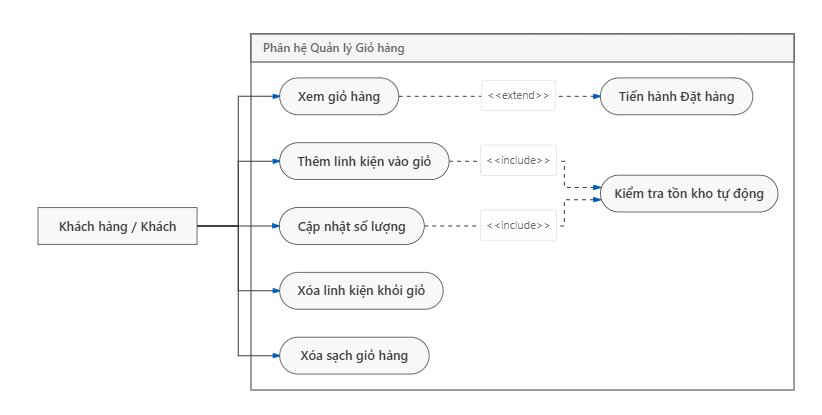 Phân hệ Quản lý Giỏ hàng
Xem giỏ hàng
<<extend>>
Tiến hành Đặt hàng
Thêm linh kiện vào giỏ
<<include>>
Kiểm tra tồn kho tự động
Khách hàng / Khách
Cập nhật số lượng
<<include>>
Xóa linh kiện khỏi giỏ
Xóa sạch giỏ hàng